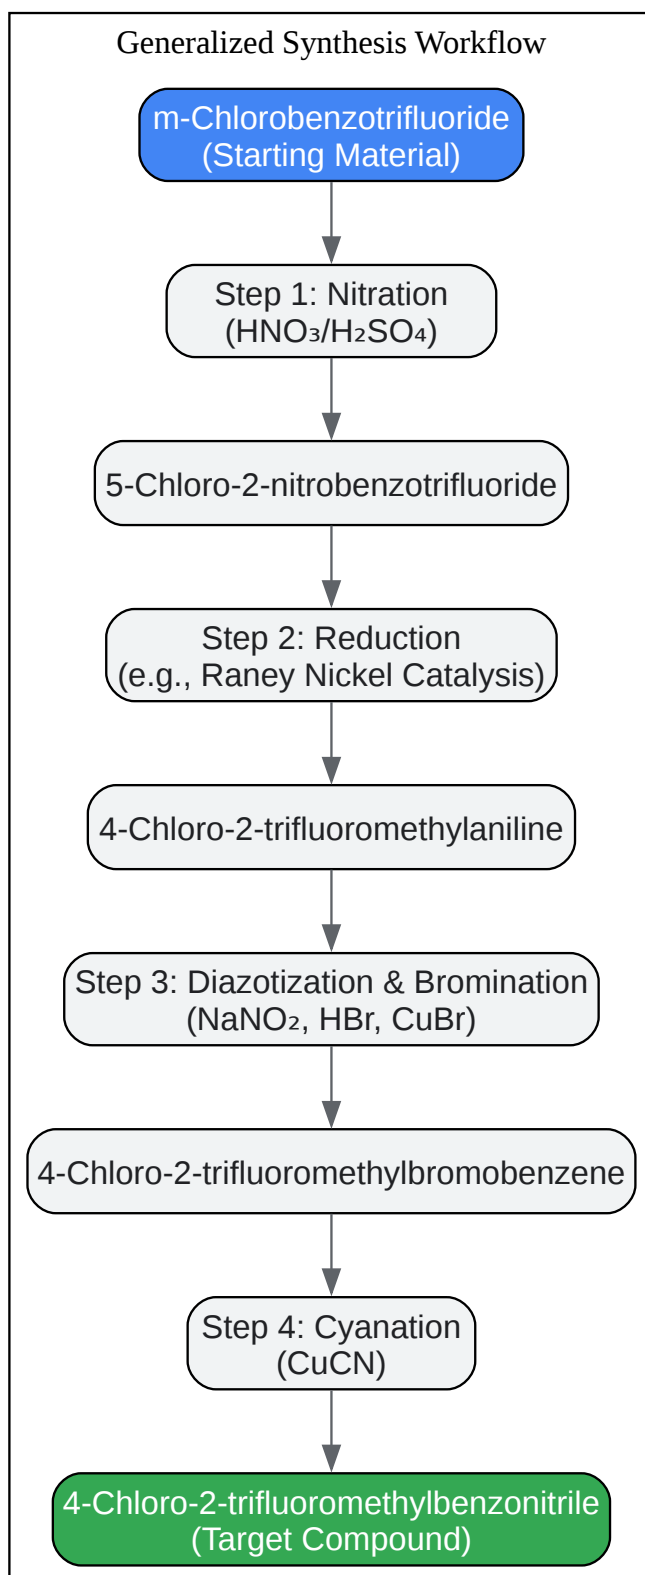 Generalized Synthesis Workflow
m-Chlorobenzotrifluoride
(Starting Material)
Step 1: Nitration
(HNO₃/H₂SO₄)
5-Chloro-2-nitrobenzotrifluoride
Step 2: Reduction
(e.g., Raney Nickel Catalysis)
4-Chloro-2-trifluoromethylaniline
Step 3: Diazotization & Bromination
(NaNO₂, HBr, CuBr)
4-Chloro-2-trifluoromethylbromobenzene
Step 4: Cyanation
(CuCN)
4-Chloro-2-trifluoromethylbenzonitrile
(Target Compound)